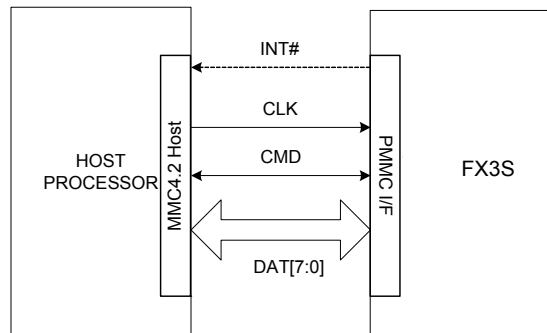 INT#
CLK
CMD
DAT[7:0]
HOST
PROCESSOR
MMC4.2 Host
PMMC I/F
FX3S